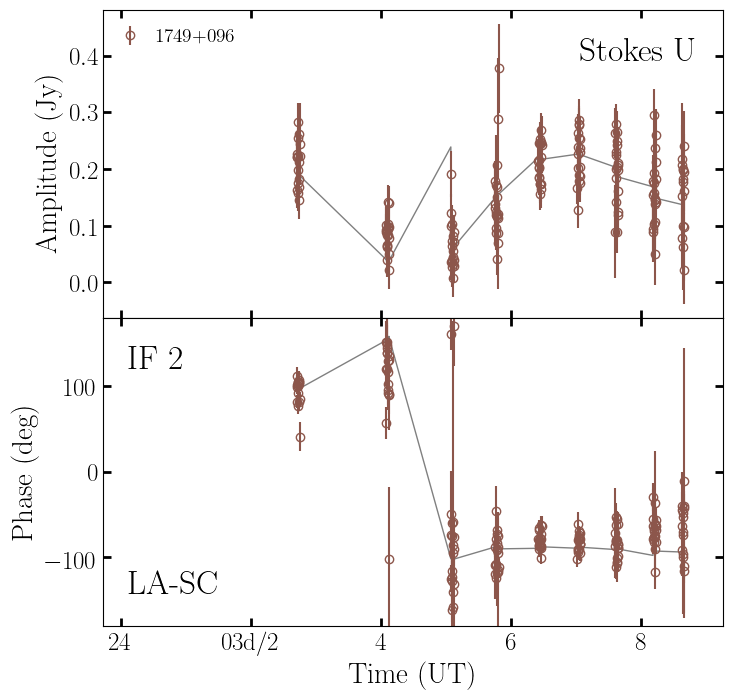 1749+096
Stokes U
Amplitude (Jy)
0.4
0.3
0.2
0.1
0.0
IF 2
LA-SC
Phase (deg)
100
0
−100
24
03d/2
4
6
8
Time (UT)